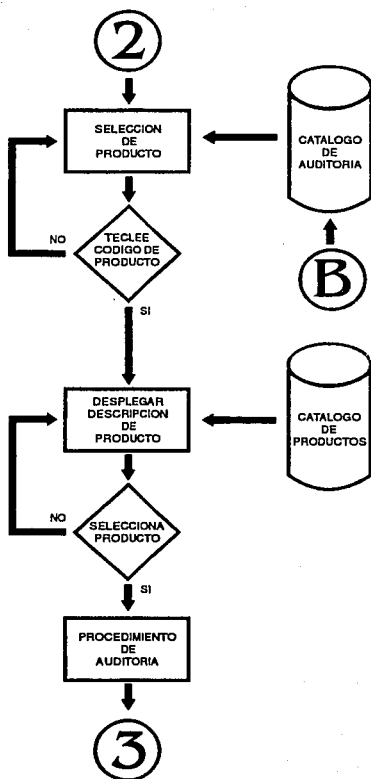 2
SELECCION
DE
PRODUCTO
CATALOGO
DE
AUDITORIA
NO
TECLEE
CODIGO DE
PRODUCTO
B
SI
DESPLEGAR
DESCRIPCION
DE
PRODUCTO
CATALOGO
DE
PRODUCTOS
NO
SELECCIONA
PRODUCTO
SI
PROCEDIMIENTO
DE
AUDITORIA
3